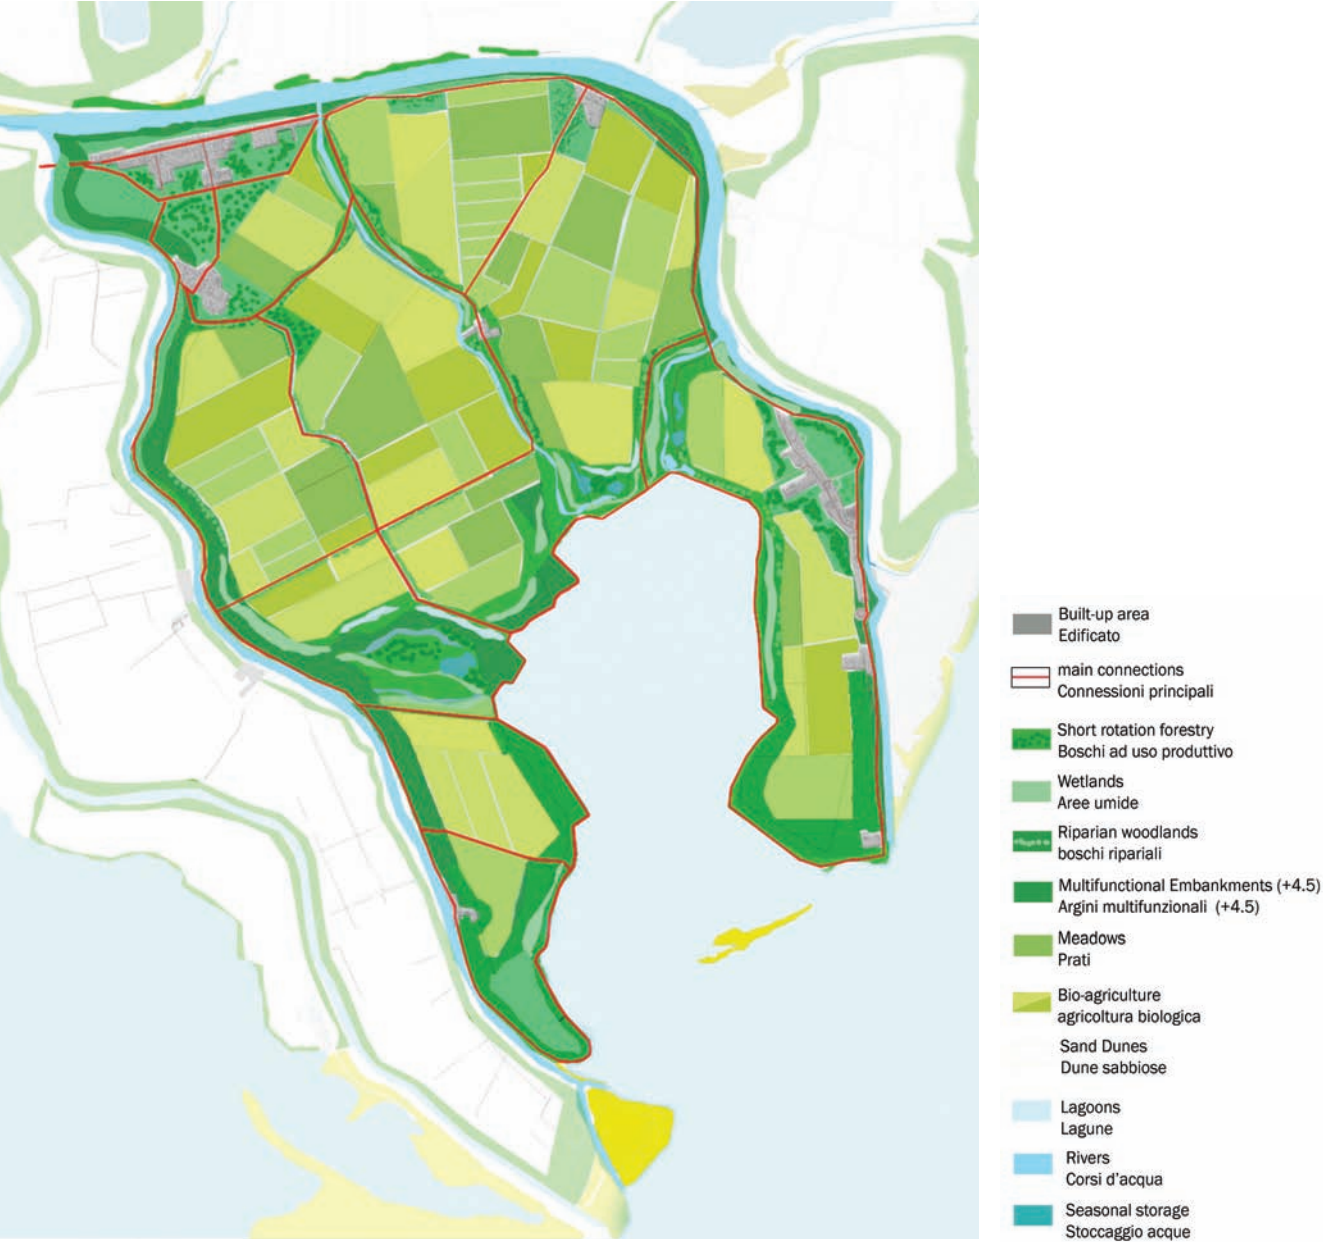 Built-up area
Edificato
main connections
Connessioni principali
Short rotation forestry
Boschi ad uso produttivo
Wetlands
Aree umide
Riparian woodlands
boschi ripariali
Multifunctional Embankments (+4.5)
Argini multifunzionali (+4.5)
Meadows
Prati
Bio-agriculture
agricoltura biologica
Sand Dunes
Dune sabbiose
Lagoons
Lagune
Rivers
Corsi d'acqua
Seasonal storage
Stoccaggio acque